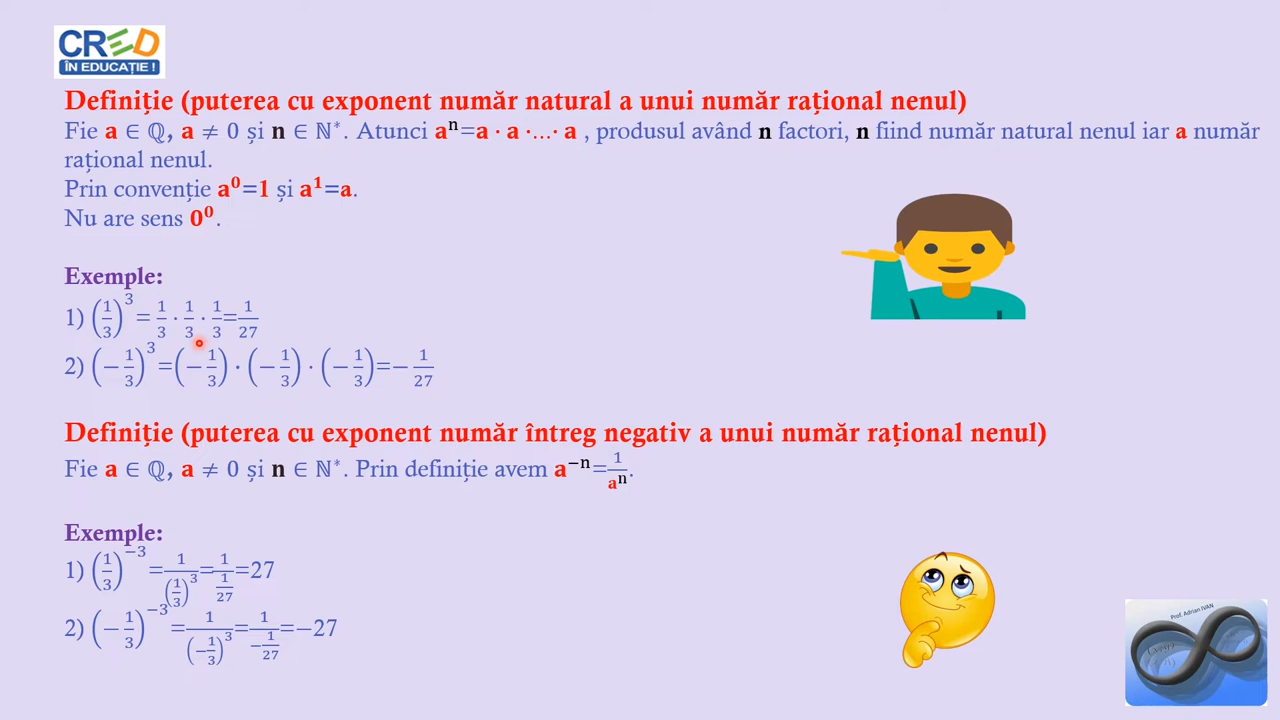 CRED
ÎN EDUCAȚIE !
Definiție (puterea cu exponent număr natural a unui număr rațional nenul)
Fie a ∈ ℚ, a ≠ 0 și n ∈ ℕ*. Atunci aⁿ=a · a ·…· a , produsul având n factori, n fiind număr natural nenul iar a număr
rațional nenul.
Prin convenție a⁰=1 și a¹=a.
Nu are sens 0⁰.
Exemple:
1) (1/3)³= 1/3 · 1/3 · 1/3=1/27
2) (−1/3)³=(−1/3) · (−1/3) · (−1/3)=−1/27
Definiție (puterea cu exponent număr întreg negativ a unui număr rațional nenul)
Fie a ∈ ℚ, a ≠ 0 și n ∈ ℕ*. Prin definiție avem a⁻ⁿ=1/aⁿ.
Exemple:
1) (1/3)⁻³=1/(1/3)³=1/(1/27)=27
2) (−1/3)⁻³=1/(−1/3)³=1/(−1/27)=−27
Prof. Adrian IVAN